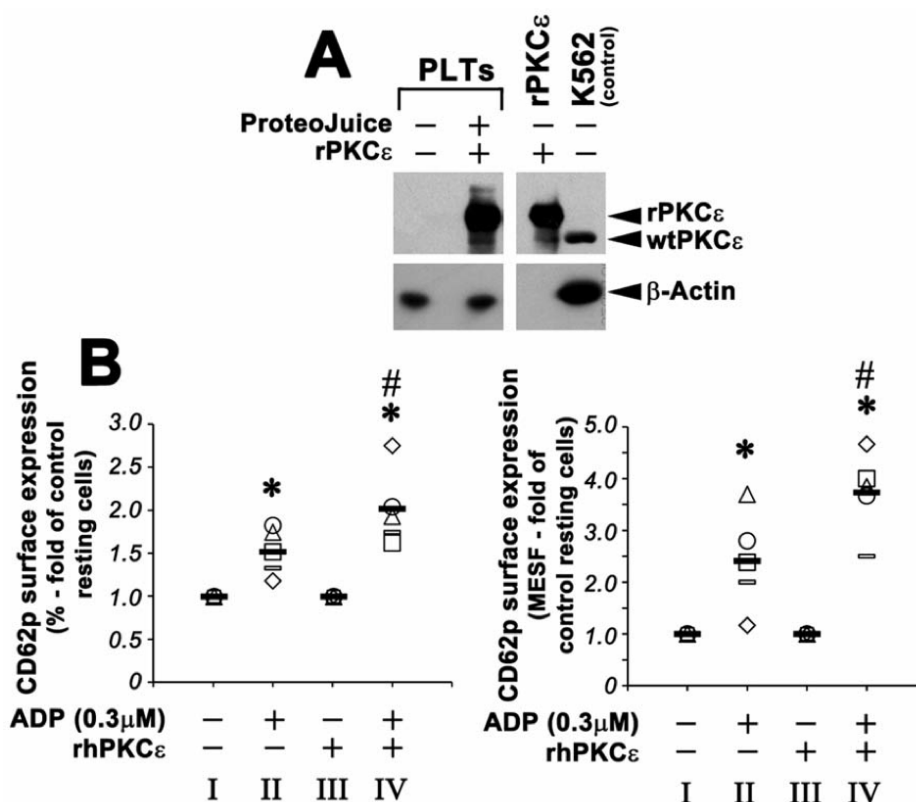 A
PLTs
rPKCε
K562
(control)
ProteoJuice − + − −
rPKCε − + + −
rPKCε
wtPKCε
β-Actin
B
CD62p surface expression
(% - fold of control
resting cells)
3.0
2.5
2.0
1.5
1.0
0.5
0
* * #
ADP (0.3μM) − + − +
rhPKCε − − + +
I II III IV
CD62p surface expression
(MESF - fold of
control resting cells)
5.0
4.0
3.0
2.0
1.0
0
* * #
ADP (0.3μM) − + − +
rhPKCε − − + +
I II III IV